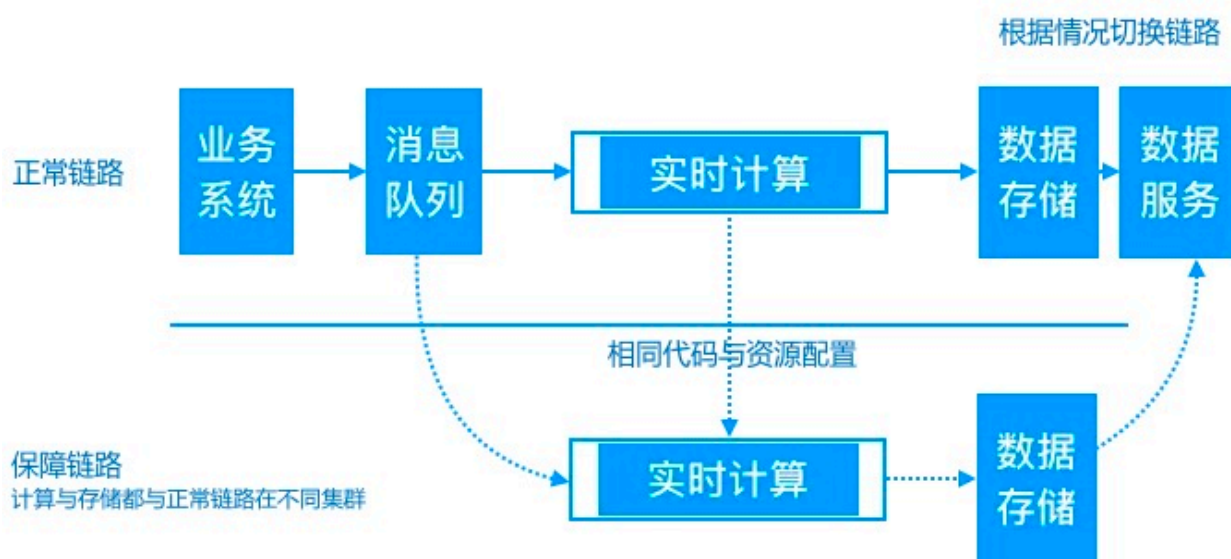 根据情况切换链路
正常链路
业务
系统
消息
队列
实时计算
数据
存储
数据
服务
相同代码与资源配置
保障链路
计算与存储都与正常链路在不同集群
实时计算
数据
存储